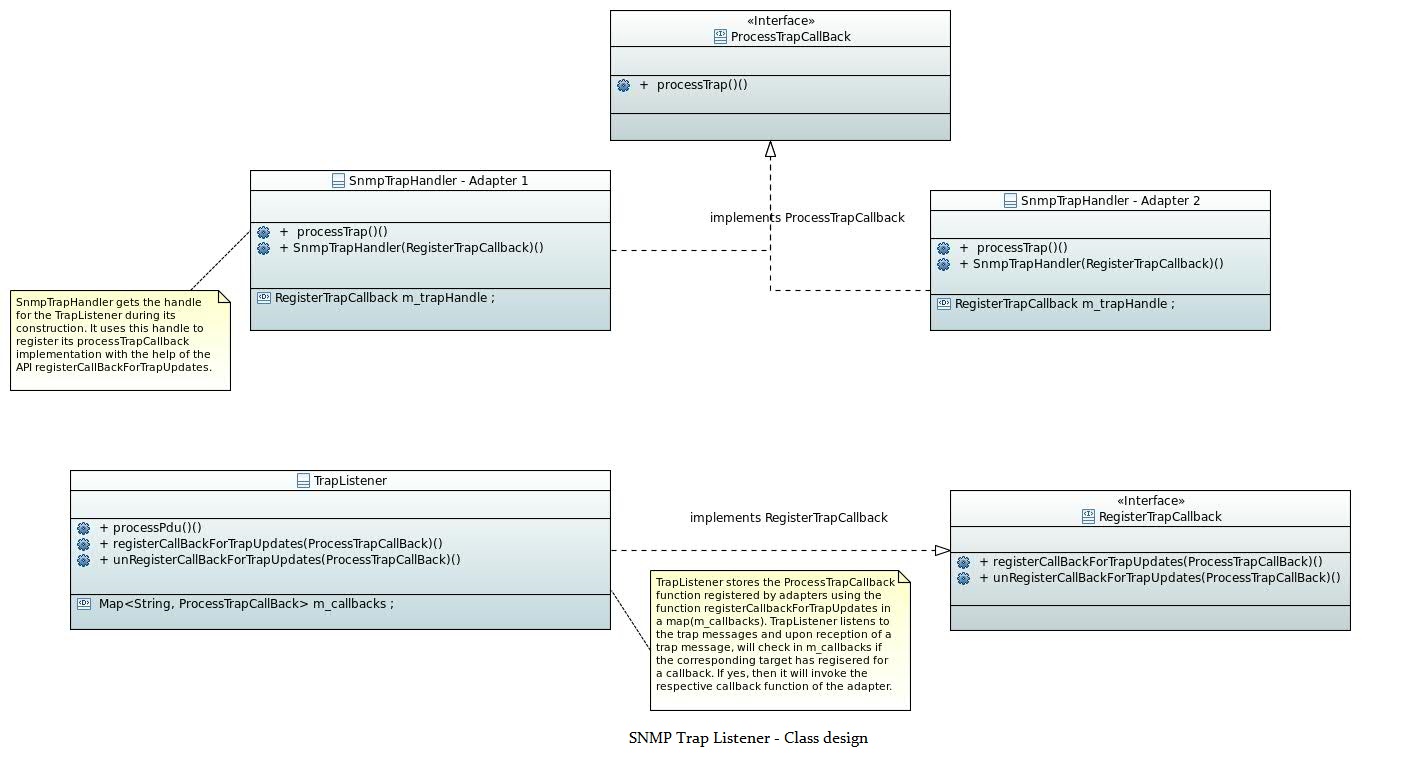 «Interface»
ProcessTrapCallBack
+ processTrap()()
SnmpTrapHandler - Adapter 1
+ processTrap()()
+ SnmpTrapHandler(RegisterTrapCallback)()
RegisterTrapCallback m_trapHandle ;
implements ProcessTrapCallback
SnmpTrapHandler - Adapter 2
+ processTrap()()
+ SnmpTrapHandler(RegisterTrapCallback)()
RegisterTrapCallback m_trapHandle ;
SnmpTrapHandler gets the handle
for the TrapListener during its
construction. It uses this handle to
register its processTrapCallback
implementation with the help of the
API registerCallBackForTrapUpdates.
TrapListener
+ processPdu()()
+ registerCallBackForTrapUpdates(ProcessTrapCallBack)()
+ unRegisterCallBackForTrapUpdates(ProcessTrapCallBack)()
Map<String, ProcessTrapCallBack> m_callbacks ;
implements RegisterTrapCallback
«Interface»
RegisterTrapCallback
+ registerCallBackForTrapUpdates(ProcessTrapCallBack)()
+ unRegisterCallBackForTrapUpdates(ProcessTrapCallBack)()
TrapListener stores the ProcessTrapCallback
function registered by adapters using the
function registerCallbackForTrapUpdates in
a map(m_callbacks). TrapListener listens to
the trap messages and upon reception of a
trap message, will check in m_callbacks if
the corresponding target has regisered for
a callback. If yes, then it will invoke the
respective callback function of the adapter.
SNMP Trap Listener - Class design